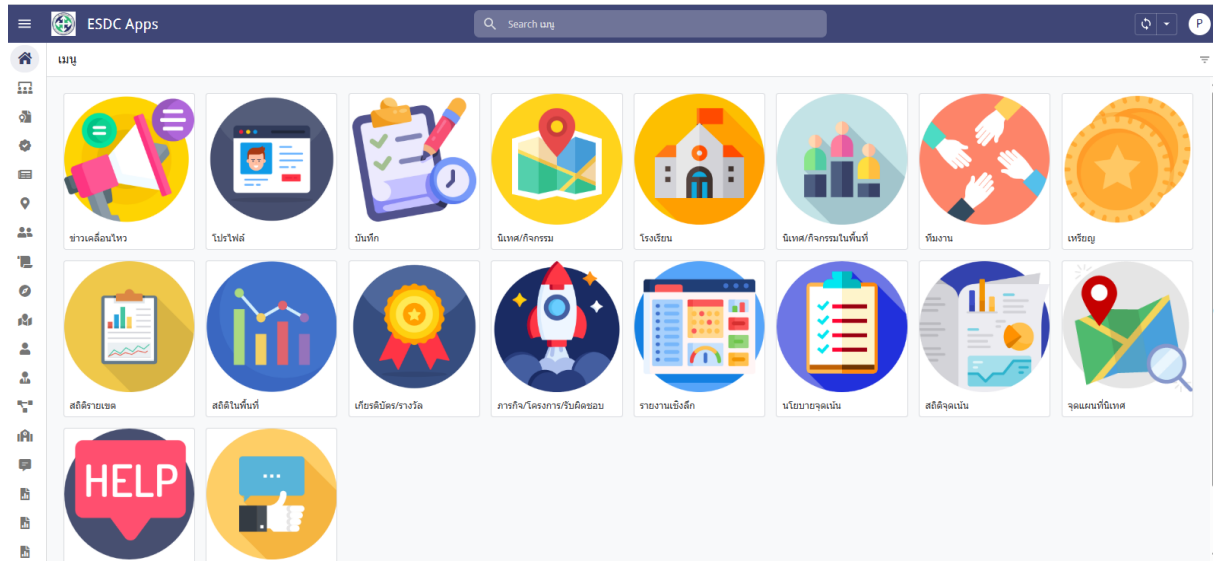 ESDC Apps
Search เมนู
P
เมนู
ข่าวเคลื่อนไหว
โปรไฟล์
บันทึก
นิเทศ/กิจกรรม
โรงเรียน
นิเทศ/กิจกรรมในพื้นที่
ทีมงาน
เหรียญ
สถิติรายเขต
สถิติในพื้นที่
เกียรติบัตร/รางวัล
ภารกิจ/โครงการ/รับผิดชอบ
รายงานเชิงลึก
นโยบายจุดเน้น
สถิติจุดเน้น
จุดแผนที่นิเทศ
HELP